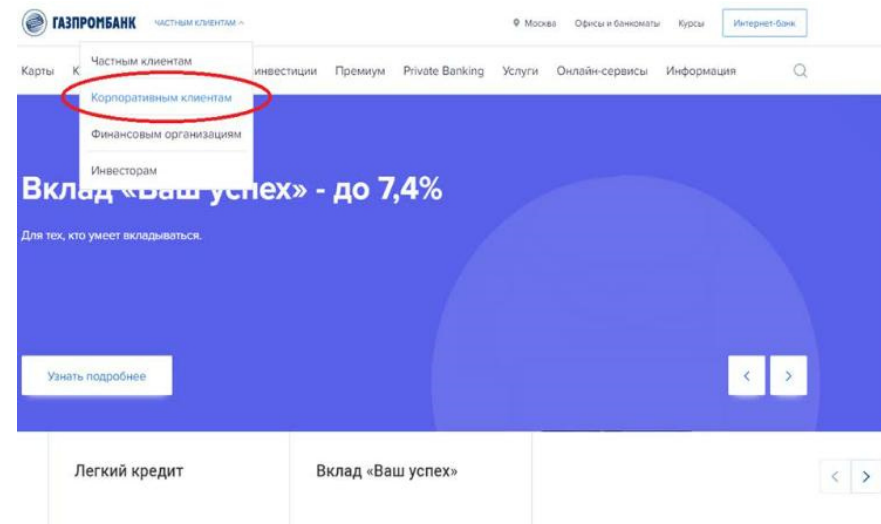 ГАЗПРОМБАНК ЧАСТНЫМ КЛИЕНТАМ Москва Офисы и банкоматы Курсы Интернет-банк
Карты К инвестиции Премиум Private Banking Услуги Онлайн-сервисы Информация
Частным клиентам
Корпоративным клиентам
Финансовым организациям
Инвесторам
Вклад «Ваш успех» - до 7,4%
Для тех, кто умеет вкладываться.
Узнать подробнее
Легкий кредит Вклад «Ваш успех»